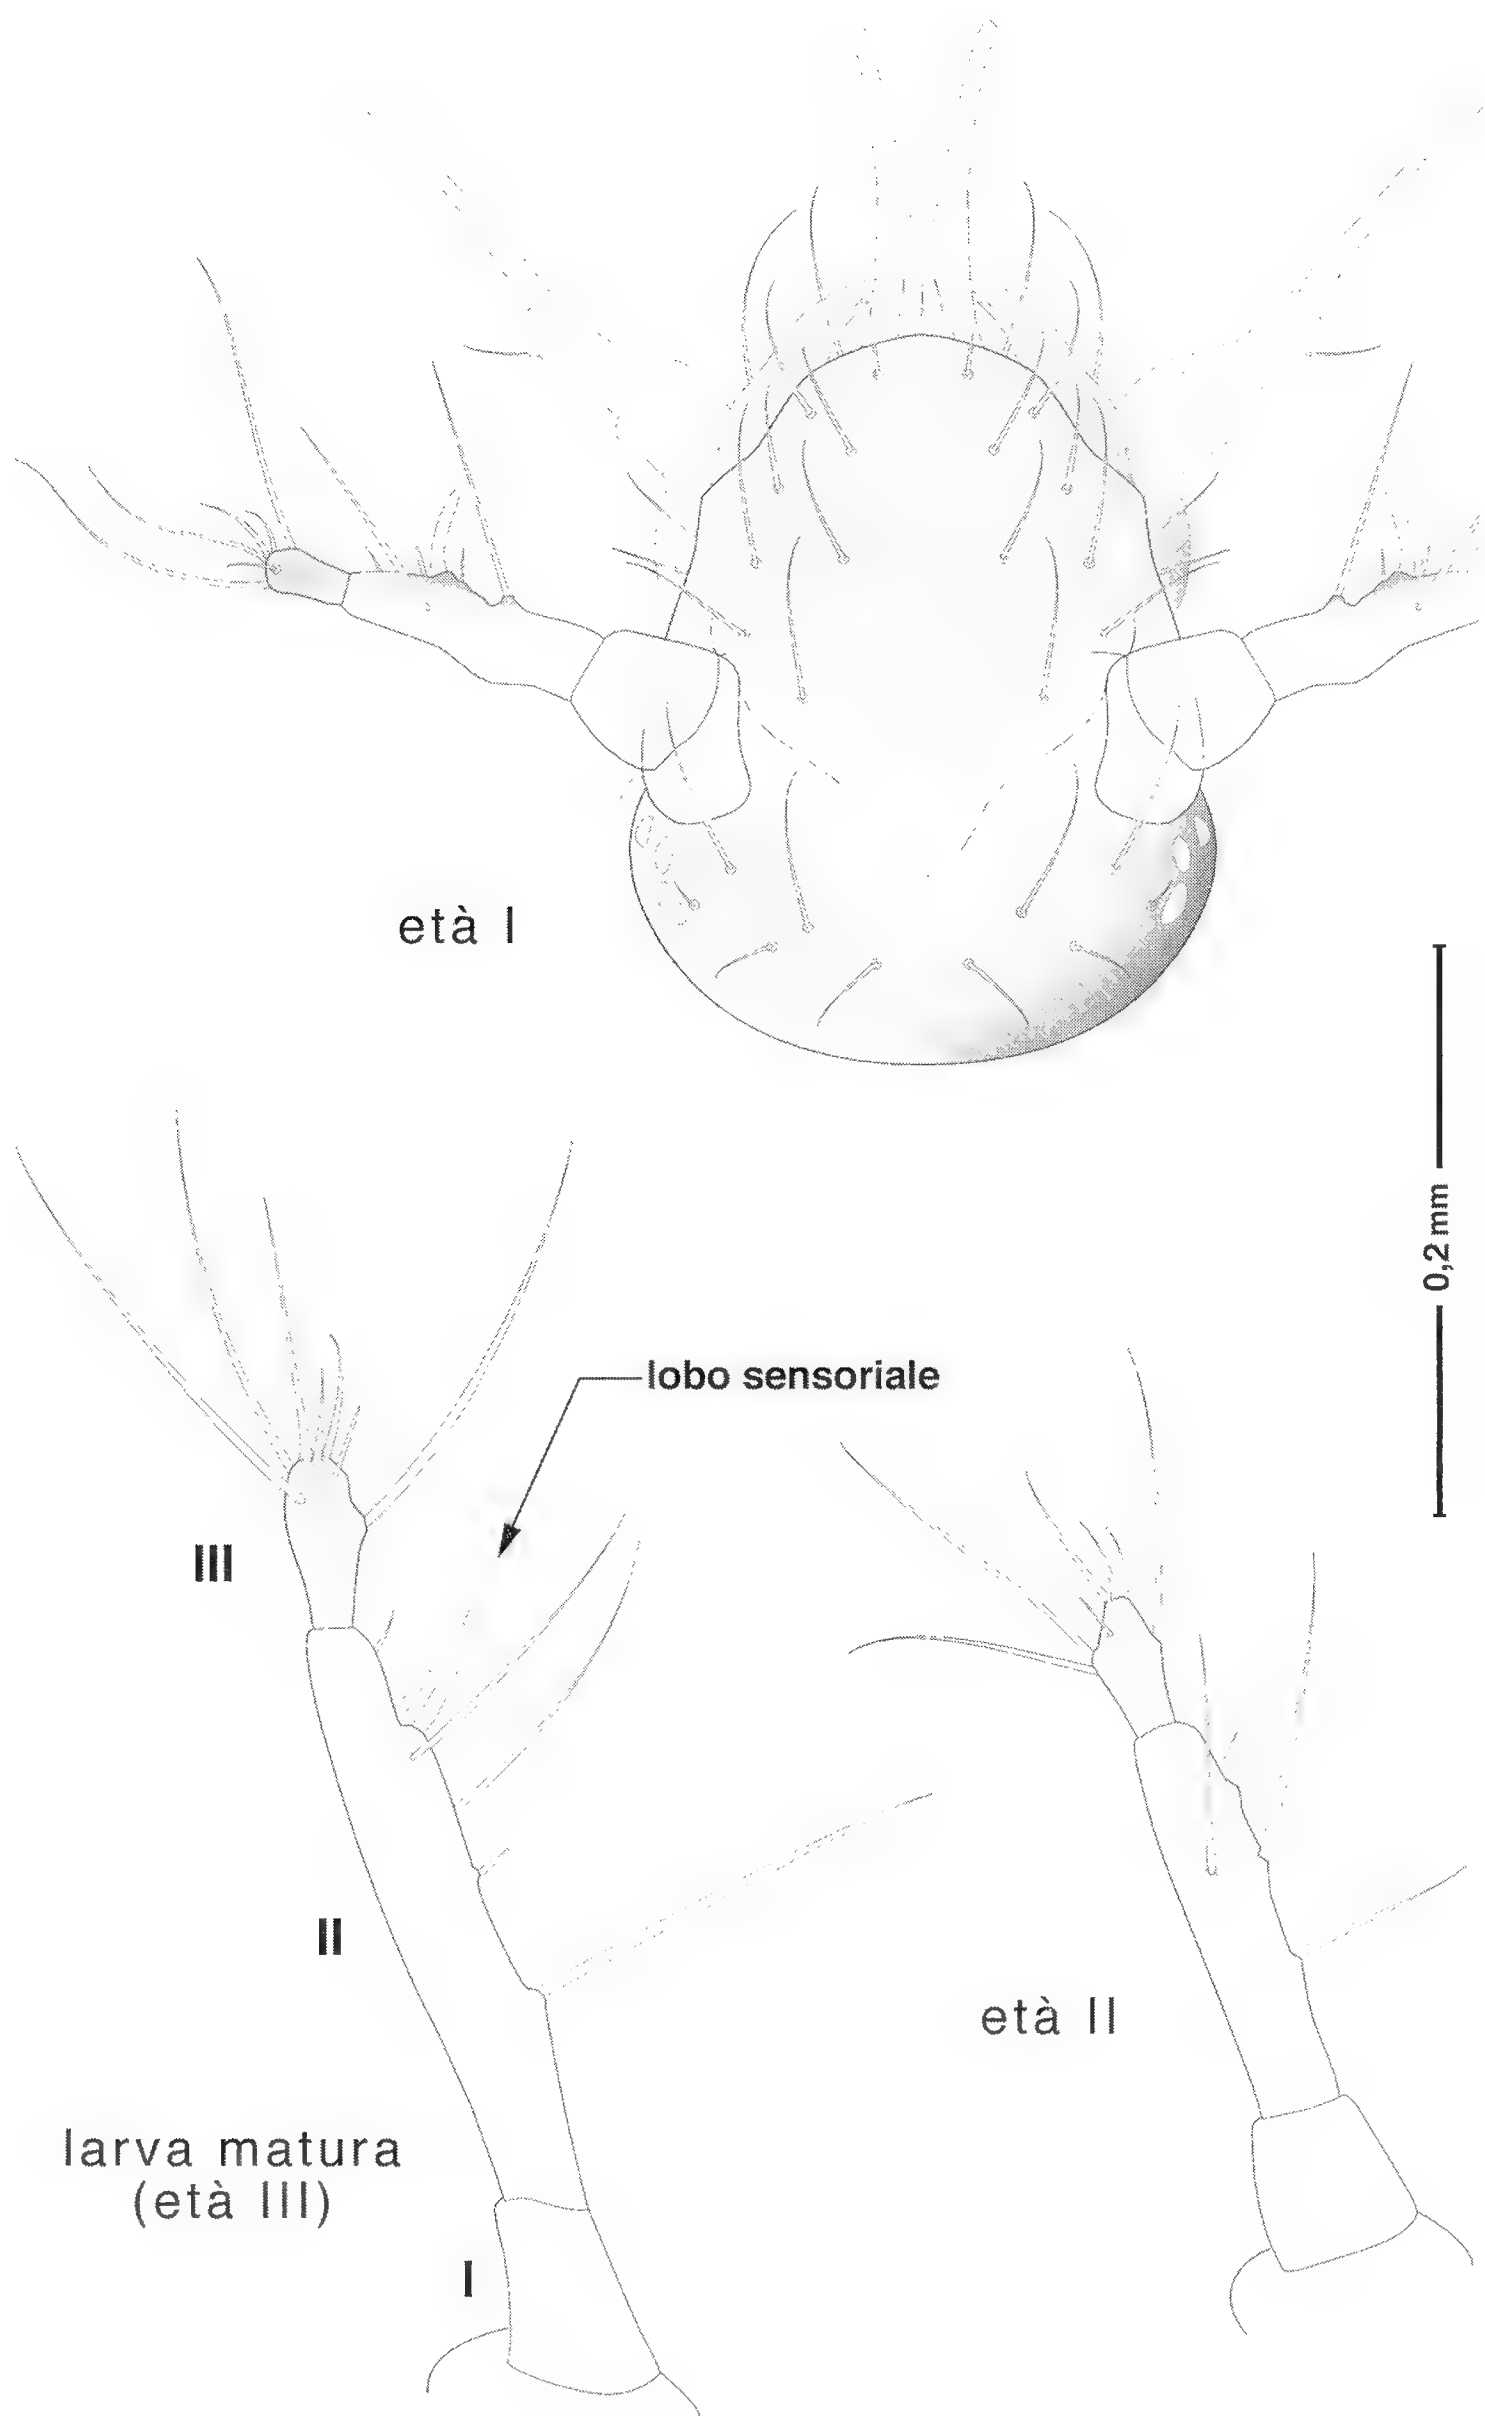 età I
0,2 mm
lobo sensoriale
III
II
età II
larva matura
(età III)
I